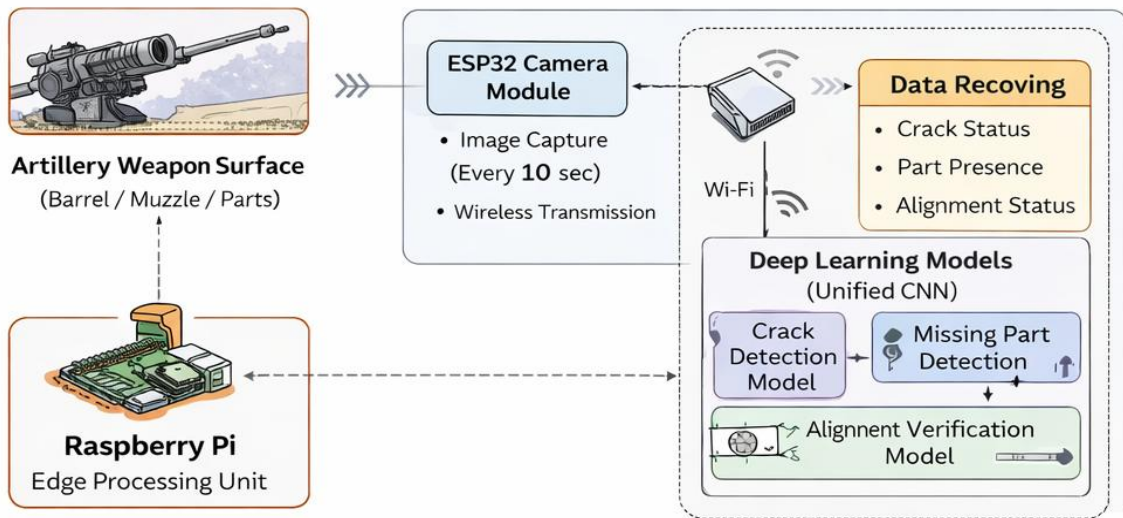 Artillery Weapon Surface
(Barrel / Muzzle / Parts)
Raspberry Pi
Edge Processing Unit
ESP32 Camera
Module
• Image Capture
(Every 10 sec)
• Wireless Transmission
Wi-Fi
Data Recoving
• Crack Status
• Part Presence
• Alignment Status
Deep Learning Models
(Unified CNN)
Crack
Detection
Model
Missing Part
Detection
Alignment Verification
Model